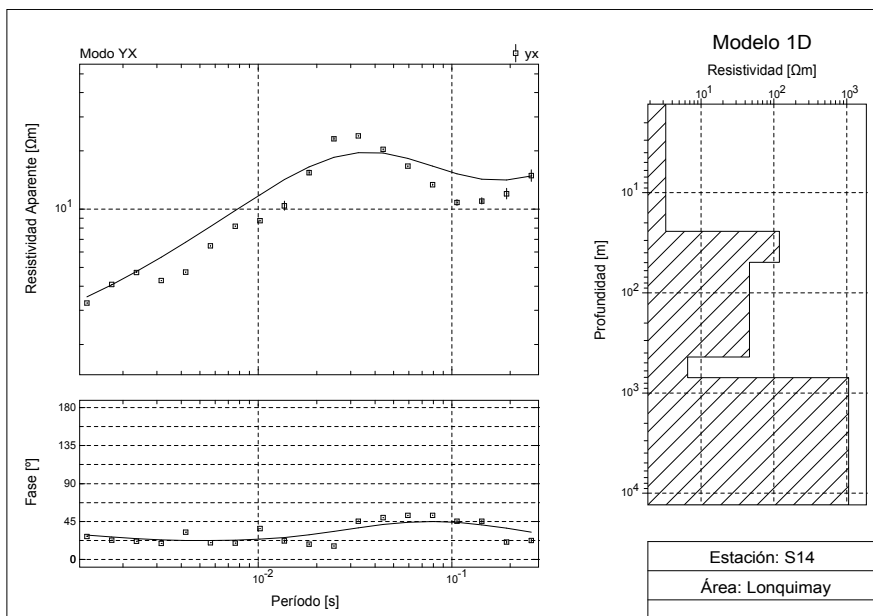 Modo YX
yx
Resistividad Aparente [Ωm]
10¹
180
135
90
45
0
Fase [º]
10⁻²
10⁻¹
Período [s]
Modelo 1D
Resistividad [Ωm]
10¹
10²
10³
Profundidad [m]
10¹
10²
10³
10⁴
Estación: S14
Área: Lonquimay